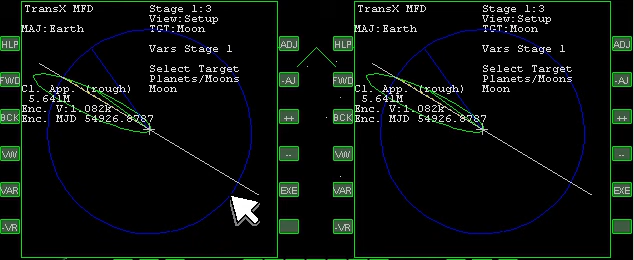 TransX MFD Stage 1:3
View:Setup
MAJ:Earth TGT:Moon
Vars Stage 1
Select Target
Planets/Moons
Moon
Cl. App. (rough)
5.641M
Enc. V:1.082k
Enc. MJD 54926.8787
HLP
FWD
BCK
VW
VAR
-VR
ADJ
-AJ
++
--
EXE
TransX MFD Stage 1:3
View:Setup
MAJ:Earth TGT:Moon
Vars Stage 1
Select Target
Planets/Moons
Moon
Cl. App. (rough)
5.641M
Enc. V:1.082k
Enc. MJD 54926.8787
HLP
FWD
BCK
VW
VAR
-VR
ADJ
-AJ
++
--
EXE